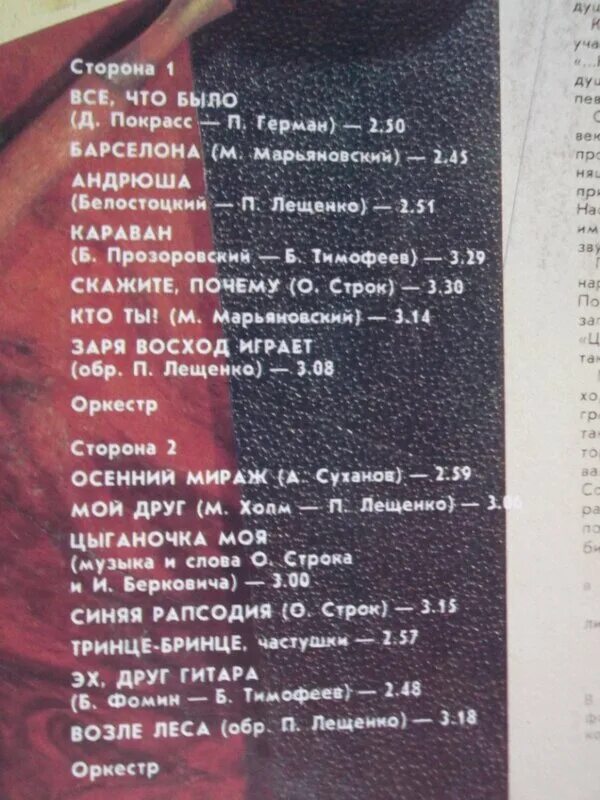 Сторона 1
ВСЕ, ЧТО БЫЛО
(Д. Покрасс — П. Герман) — 2.50
БАРСЕЛОНА (М. Марьяновский) — 2.45
АНДРЮША
(Белостоцкий — П. Лещенко) — 2.51
КАРАВАН
(Б. Прозоровский — Б. Тимофеев) — 3.29
СКАЖИТЕ, ПОЧЕМУ (О. Строк) — 3.30
КТО ТЫ? (М. Марьяновский) — 3.14
ЗАРЯ ВОСХОД ИГРАЕТ
(обр. П. Лещенко) — 3.08
Оркестр
Сторона 2
ОСЕННИЙ МИРАЖ (А. Суханов) — 2.59
МОЙ ДРУГ (М. Холм — П. Лещенко) — 3.06
ЦЫГАНОЧКА МОЯ
(музыка и слова О. Строка
и И. Берковича) — 3.00
СИНЯЯ РАПСОДИЯ (О. Строк) — 3.15
ТРИНЦЕ-БРИНЦЕ, частушки — 2.57
ЭХ, ДРУГ ГИТАРА
(Б. Фомин — Б. Тимофеев) — 2.48
ВОЗЛЕ ЛЕСА (обр. П. Лещенко) — 3.18
Оркестр